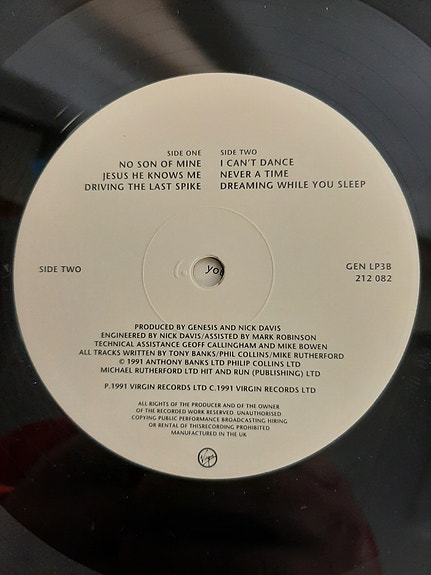 SIDE ONE
NO SON OF MINE
JESUS HE KNOWS ME
DRIVING THE LAST SPIKE
SIDE TWO
I CAN'T DANCE
NEVER A TIME
DREAMING WHILE YOU SLEEP
SIDE TWO
GEN LP3B
212 082
you
PRODUCED BY GENESIS AND NICK DAVIS
ENGINEERED BY NICK DAVIS/ASSISTED BY MARK ROBINSON
TECHNICAL ASSISTANCE GEOFF CALLINGHAM AND MIKE BOWEN
ALL TRACKS WRITTEN BY TONY BANKS/PHIL COLLINS/MIKE RUTHERFORD
© 1991 ANTHONY BANKS LTD PHILIP COLLINS LTD
MICHAEL RUTHERFORD LTD HIT AND RUN (PUBLISHING) LTD
P.1991 VIRGIN RECORDS LTD C.1991 VIRGIN RECORDS LTD
ALL RIGHTS OF THE PRODUCER AND OF THE OWNER
OF THE RECORDED WORK RESERVED. UNAUTHORISED
COPYING PUBLIC PERFORMANCE BROADCASTING HIRING
OR RENTAL OF THISRECORDING PROHIBITED
MANUFACTURED IN THE UK
Virgin